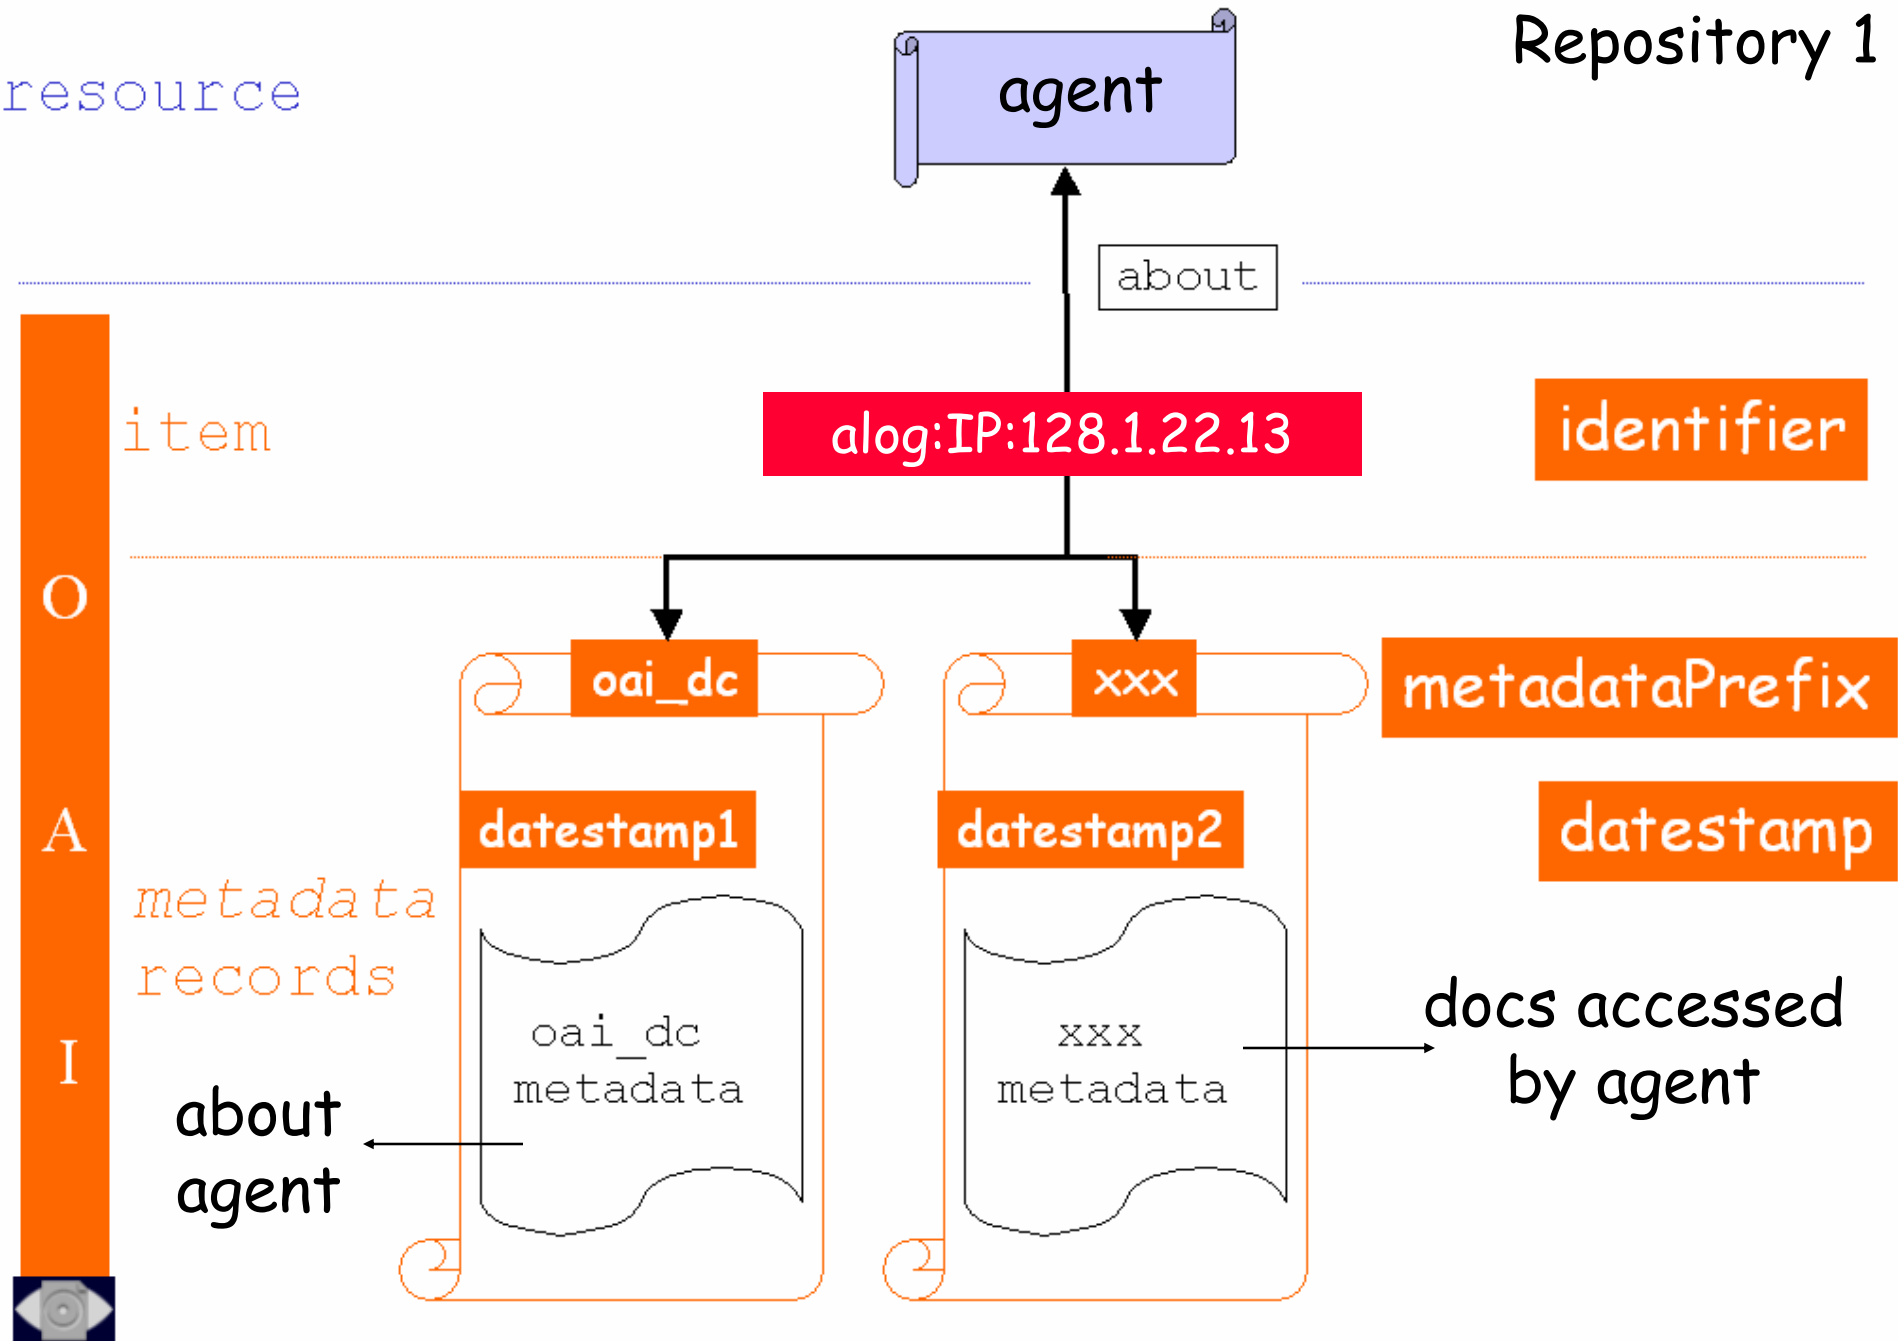 Repository 1
resource
agent
about
item
alog:IP:128.1.22.13
identifier
O
A
I
oai_dc
xxx
metadataPrefix
datestamp1
datestamp2
datestamp
metadata
records
oai_dc
metadata
xxx
metadata
docs accessed
by agent
about
agent